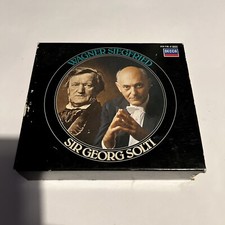 WAGNER SIEGFRIED
DECCA
SIR GEORG SOLTI